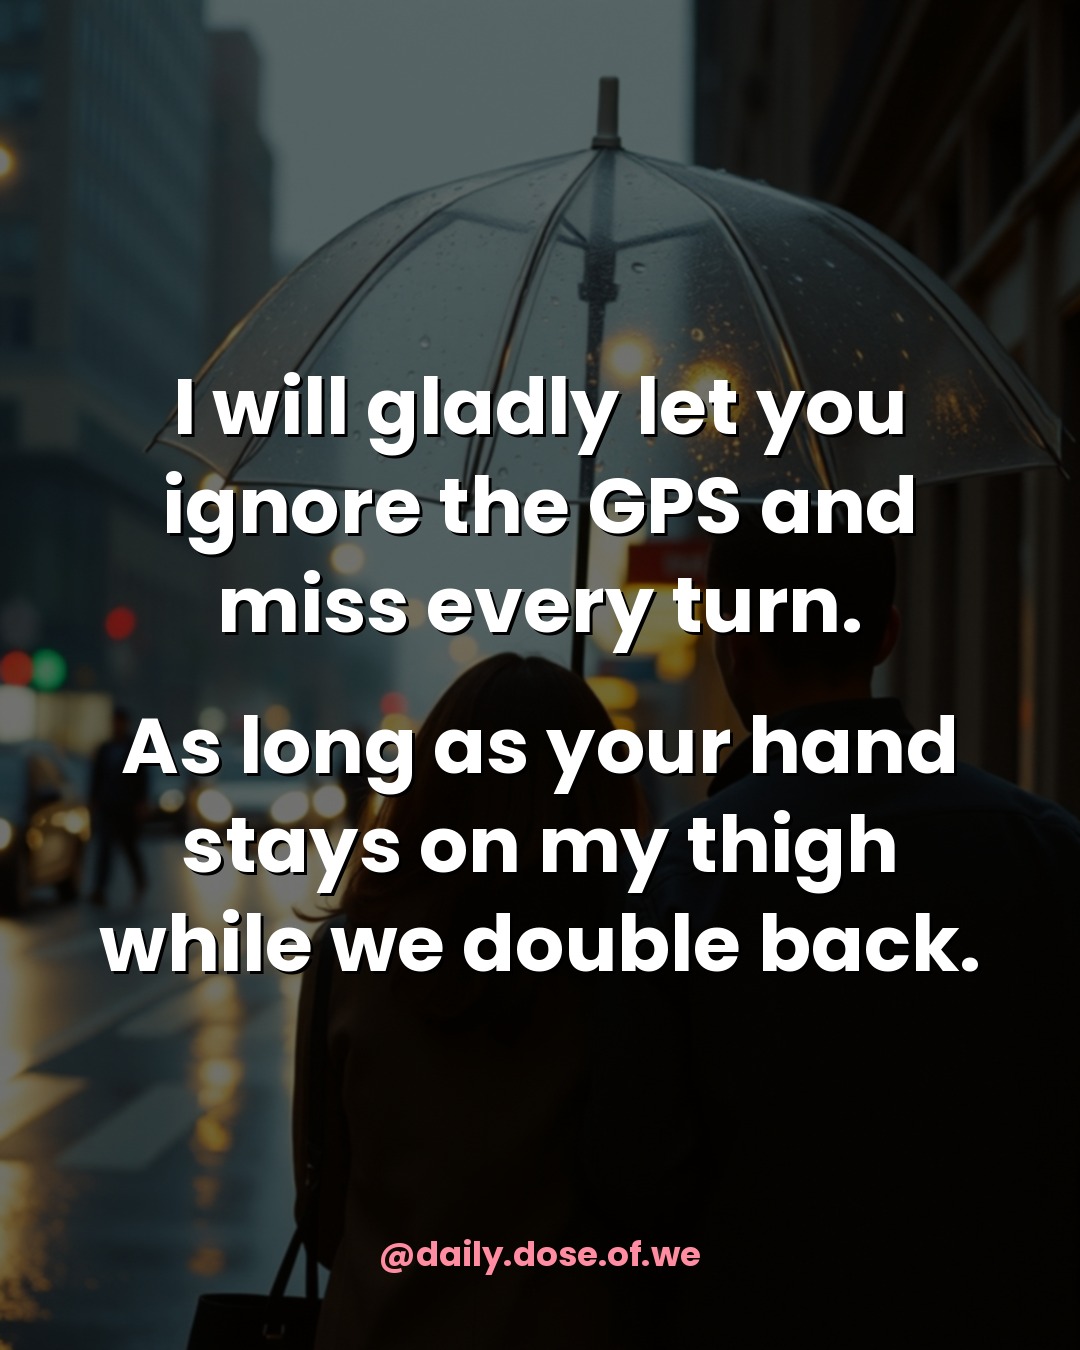 I will gladly let you
ignore the GPS and
miss every turn.
As long as your hand
stays on my thigh
while we double back.
@daily.dose.of.we